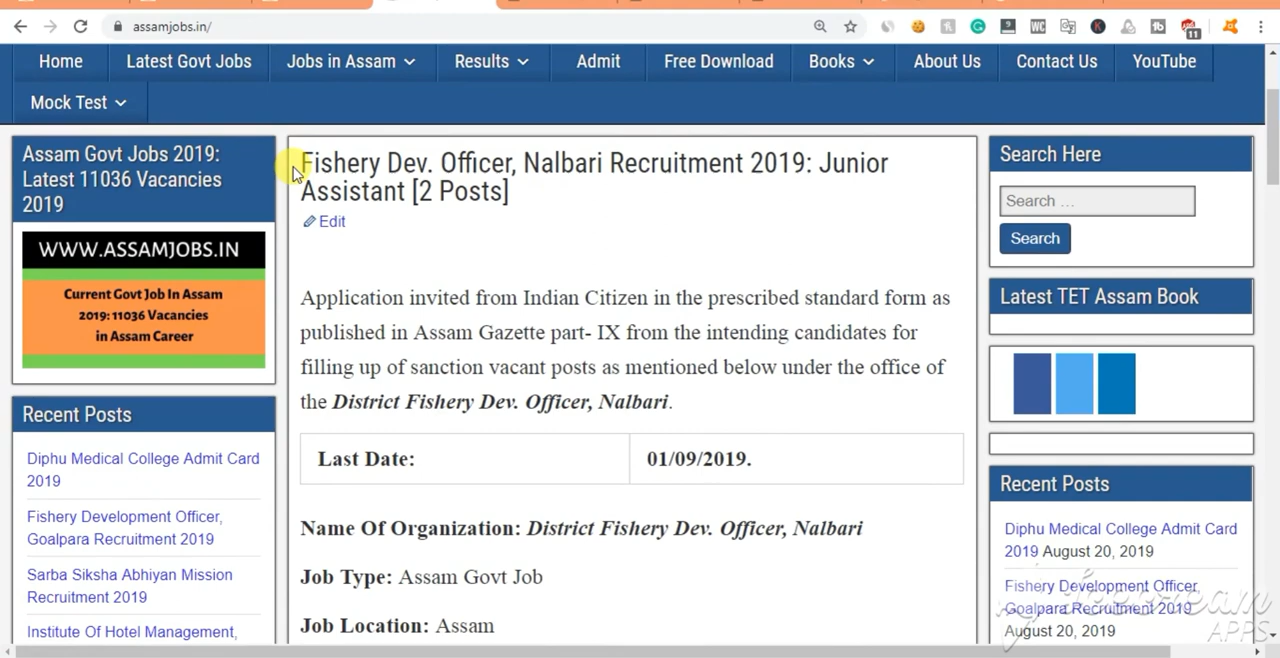 assamjobs.in/
Home
Latest Govt Jobs
Jobs in Assam
Results
Admit
Free Download
Books
About Us
Contact Us
YouTube
Mock Test
Assam Govt Jobs 2019:
Latest 11036 Vacancies
2019
WWW.ASSAMJOBS.IN
Current Govt Job In Assam
2019: 11036 Vacancies
in Assam Career
Recent Posts
Diphu Medical College Admit Card
2019
Fishery Development Officer,
Goalpara Recruitment 2019
Sarba Siksha Abhiyan Mission
Recruitment 2019
Institute Of Hotel Management,
Fishery Dev. Officer, Nalbari Recruitment 2019: Junior
Assistant [2 Posts]
Edit
Application invited from Indian Citizen in the prescribed standard form as
published in Assam Gazette part- IX from the intending candidates for
filling up of sanction vacant posts as mentioned below under the office of
the District Fishery Dev. Officer, Nalbari.
Last Date:
01/09/2019.
Name Of Organization: District Fishery Dev. Officer, Nalbari
Job Type: Assam Govt Job
Job Location: Assam
Search Here
Search ...
Search
Latest TET Assam Book
Recent Posts
Diphu Medical College Admit Card
2019 August 20, 2019
Fishery Development Officer,
Goalpara Recruitment 2019
August 20, 2019
APPS
WC
11